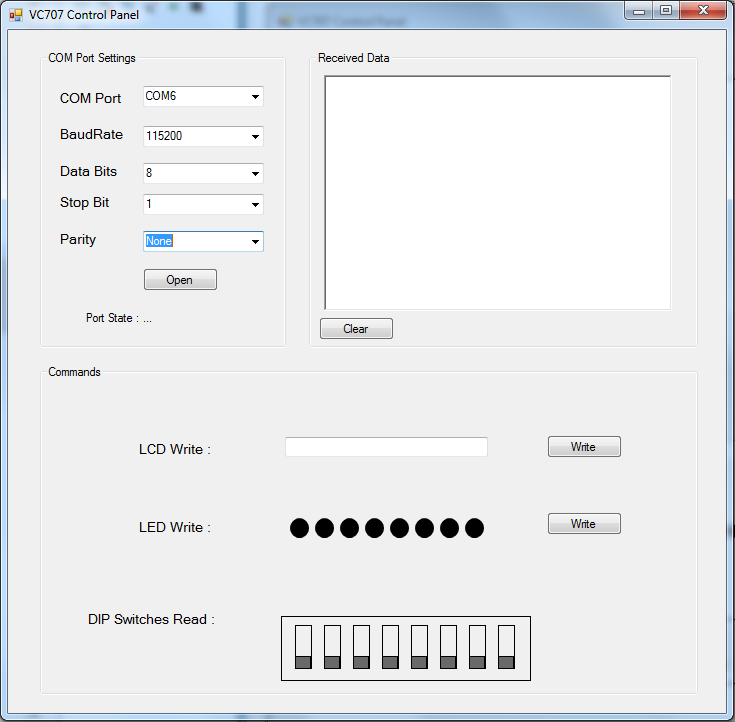 VC707 Control Panel
COM Port Settings
COM Port COM6
BaudRate 115200
Data Bits 8
Stop Bit 1
Parity None
Open
Port State : ...
Received Data
Clear
Commands
LCD Write : Write
LED Write : Write
DIP Switches Read :